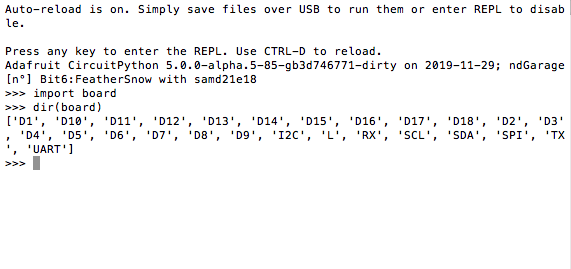 Auto-reload is on. Simply save files over USB to run them or enter REPL to disab
le.
Press any key to enter the REPL. Use CTRL-D to reload.
Adafruit CircuitPython 5.0.0-alpha.5-85-gb3d746771-dirty on 2019-11-29; ndGarage
[n°] Bit6:FeatherSnow with samd21e18
>>> import board
>>> dir(board)
['D1', 'D10', 'D11', 'D12', 'D13', 'D14', 'D15', 'D16', 'D17', 'D18', 'D2', 'D3'
, 'D4', 'D5', 'D6', 'D7', 'D8', 'D9', 'I2C', 'L', 'RX', 'SCL', 'SDA', 'SPI', 'TX
', 'UART']
>>>